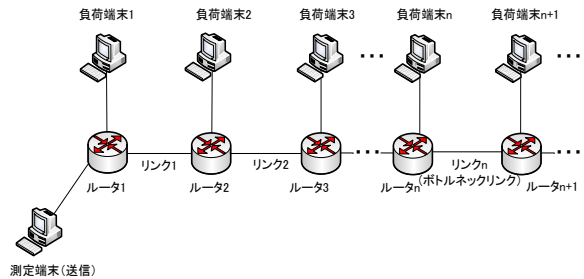 負荷端末1 負荷端末2 負荷端末3 負荷端末n 負荷端末n+1
リンク1 リンク2 リンクn
(ボトルネックリンク)
ルータ1 ルータ2 ルータ3 ルータn ルータn+1
測定端末(送信)